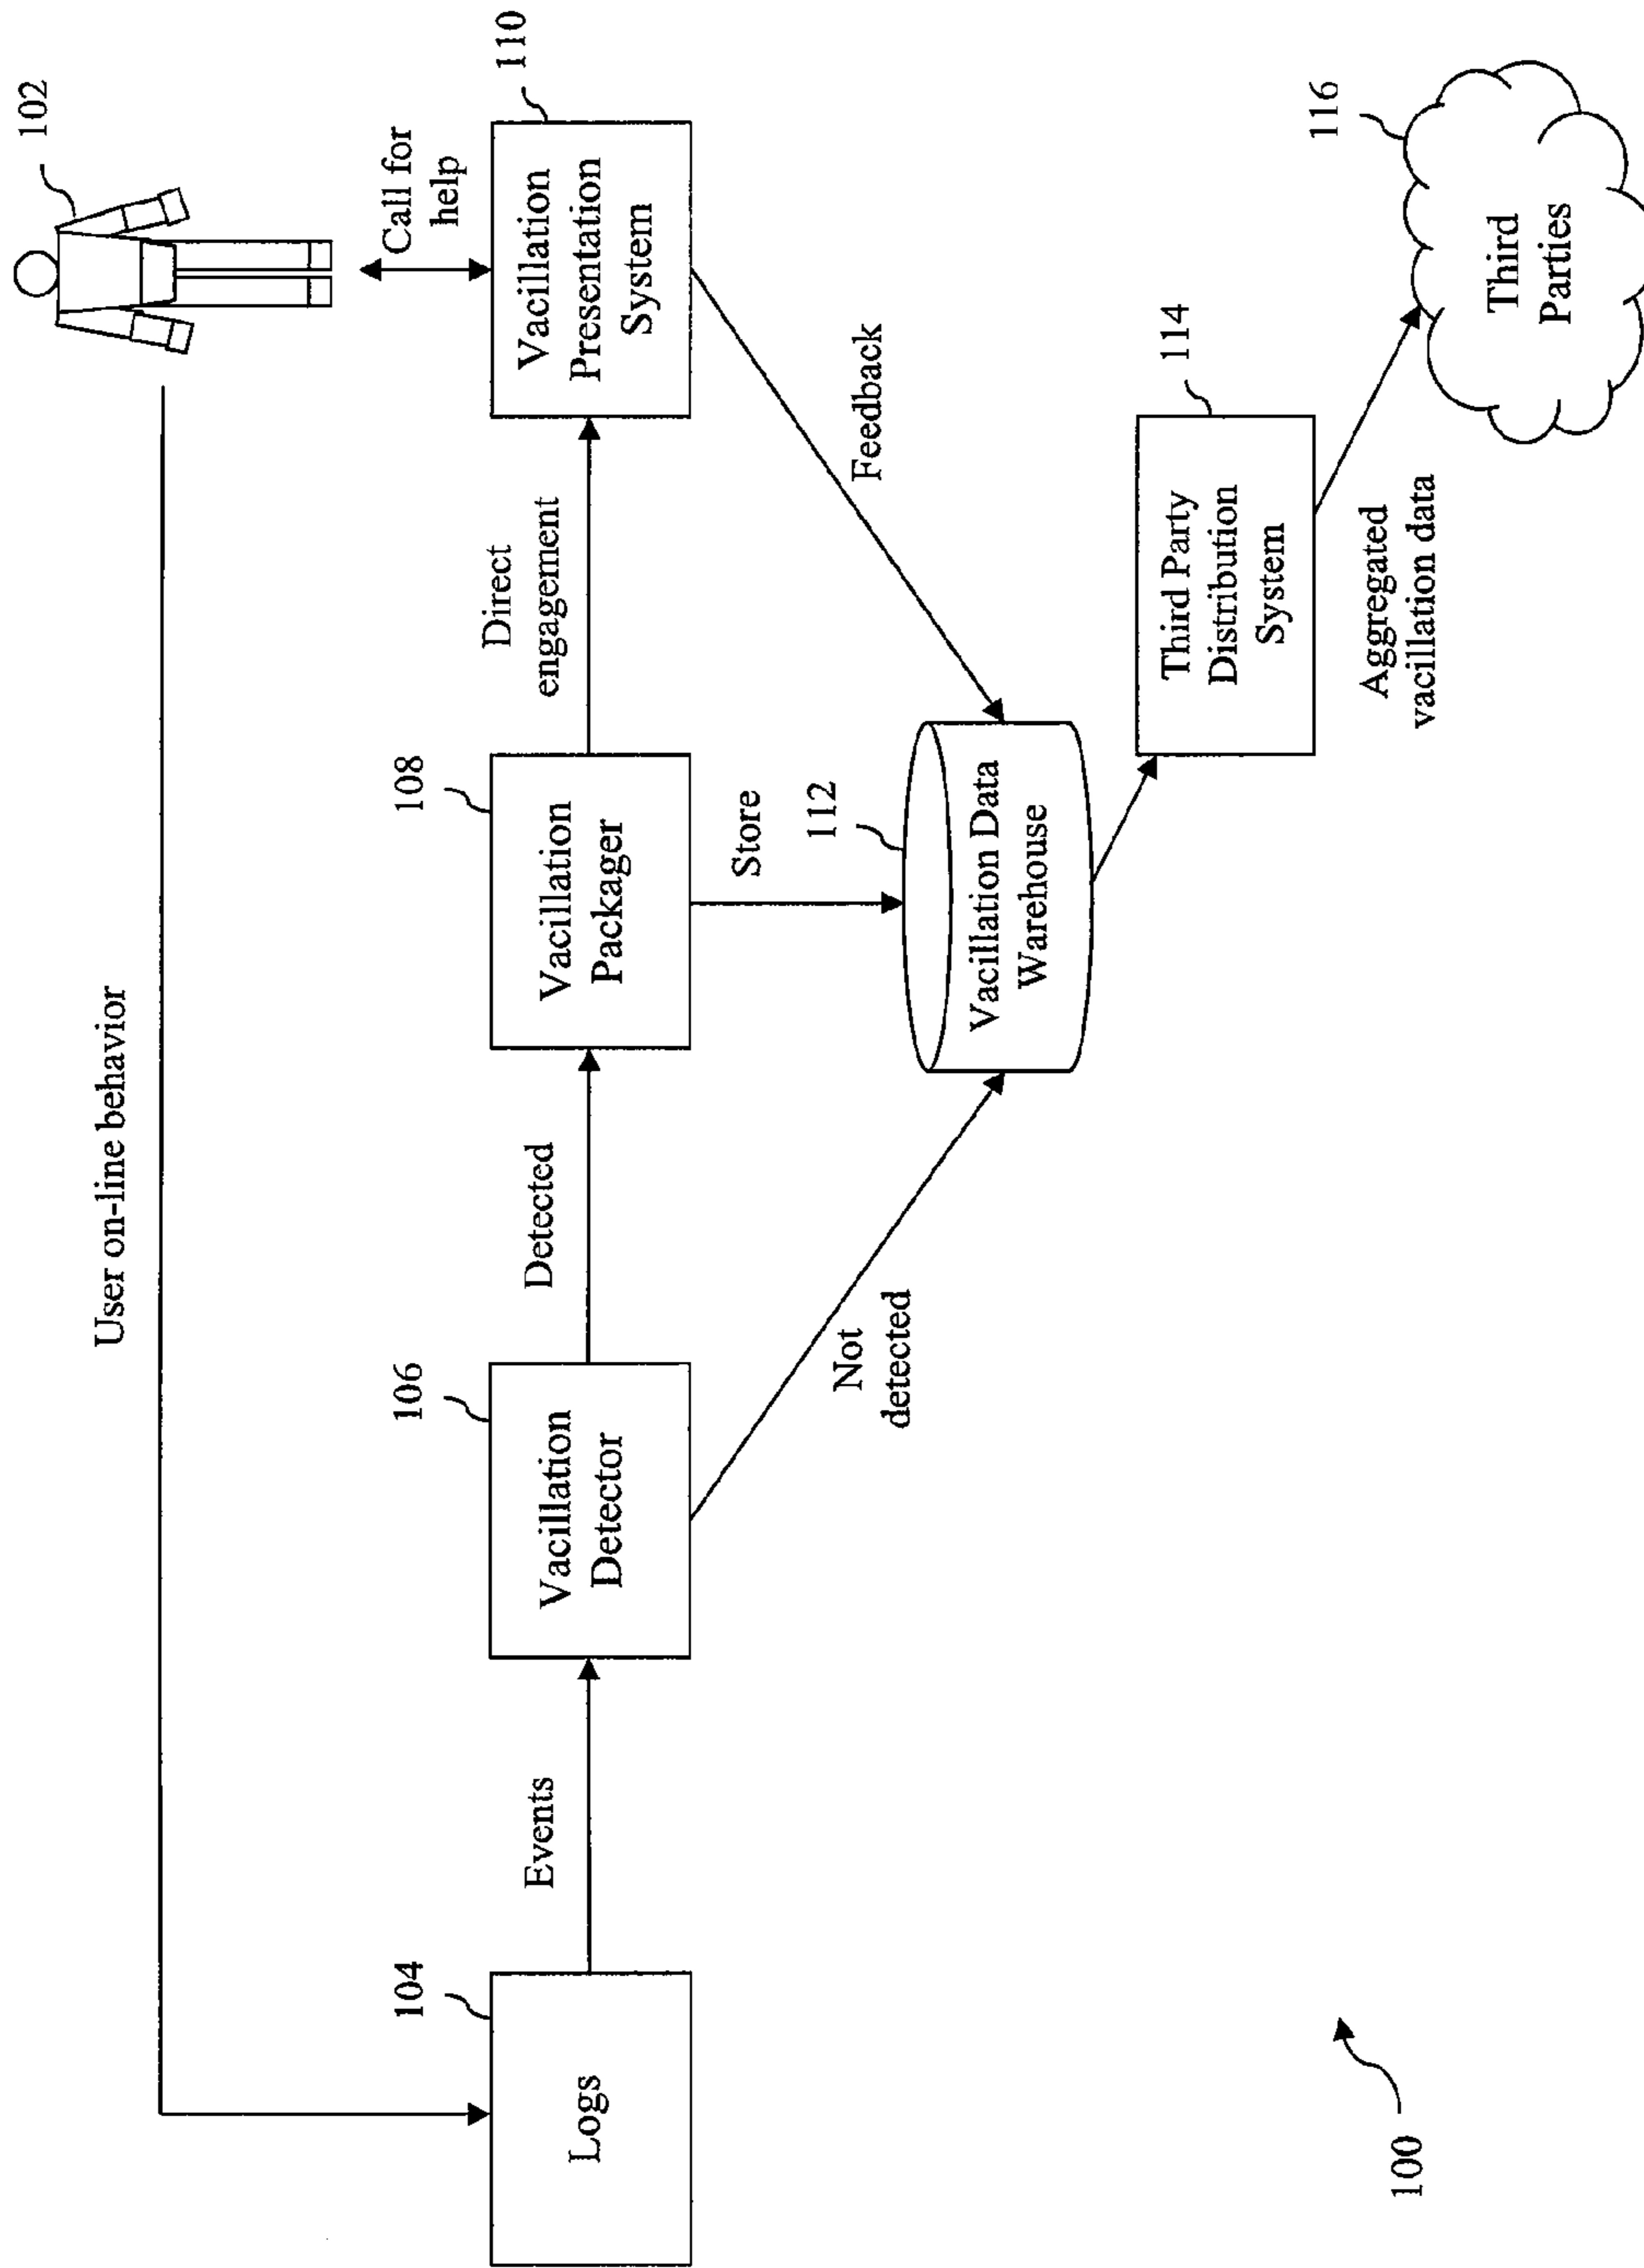 102
User on-line behavior
Call for
help
104
Logs
Events
106
Vacillation
Detector
Detected
108
Vacillation
Packager
Direct
engagement
110
Vacillation
Presentation
System
Not
detected
Store
Feedback
112
Vacillation Data
Warehouse
114
Third Party
Distribution
System
Aggregated
vacillation data
116
Third
Parties
100